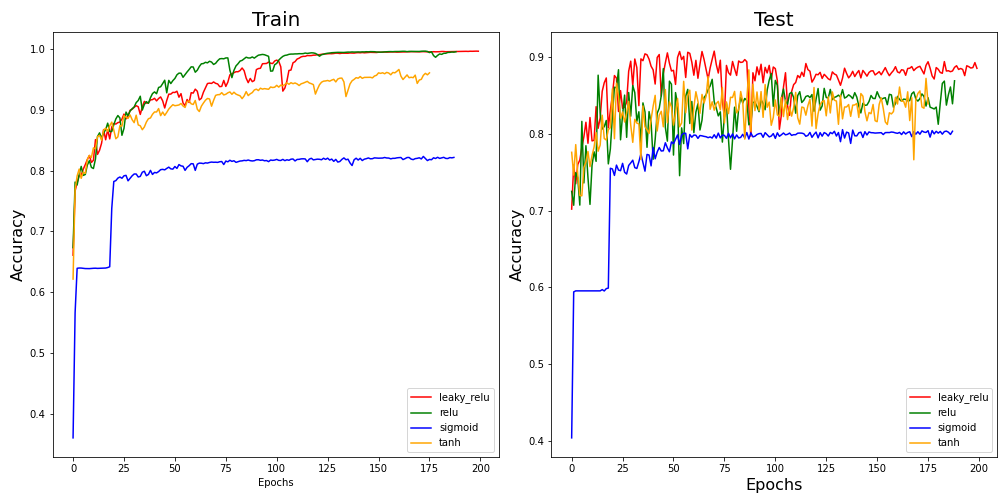 Train
Accuracy
1.0
0.9
0.8
0.7
0.6
0.5
0.4
0 25 50 75 100 125 150 175 200
Epochs
leaky_relu
relu
sigmoid
tanh
Test
Accuracy
0.9
0.8
0.7
0.6
0.5
0.4
0 25 50 75 100 125 150 175 200
Epochs
leaky_relu
relu
sigmoid
tanh